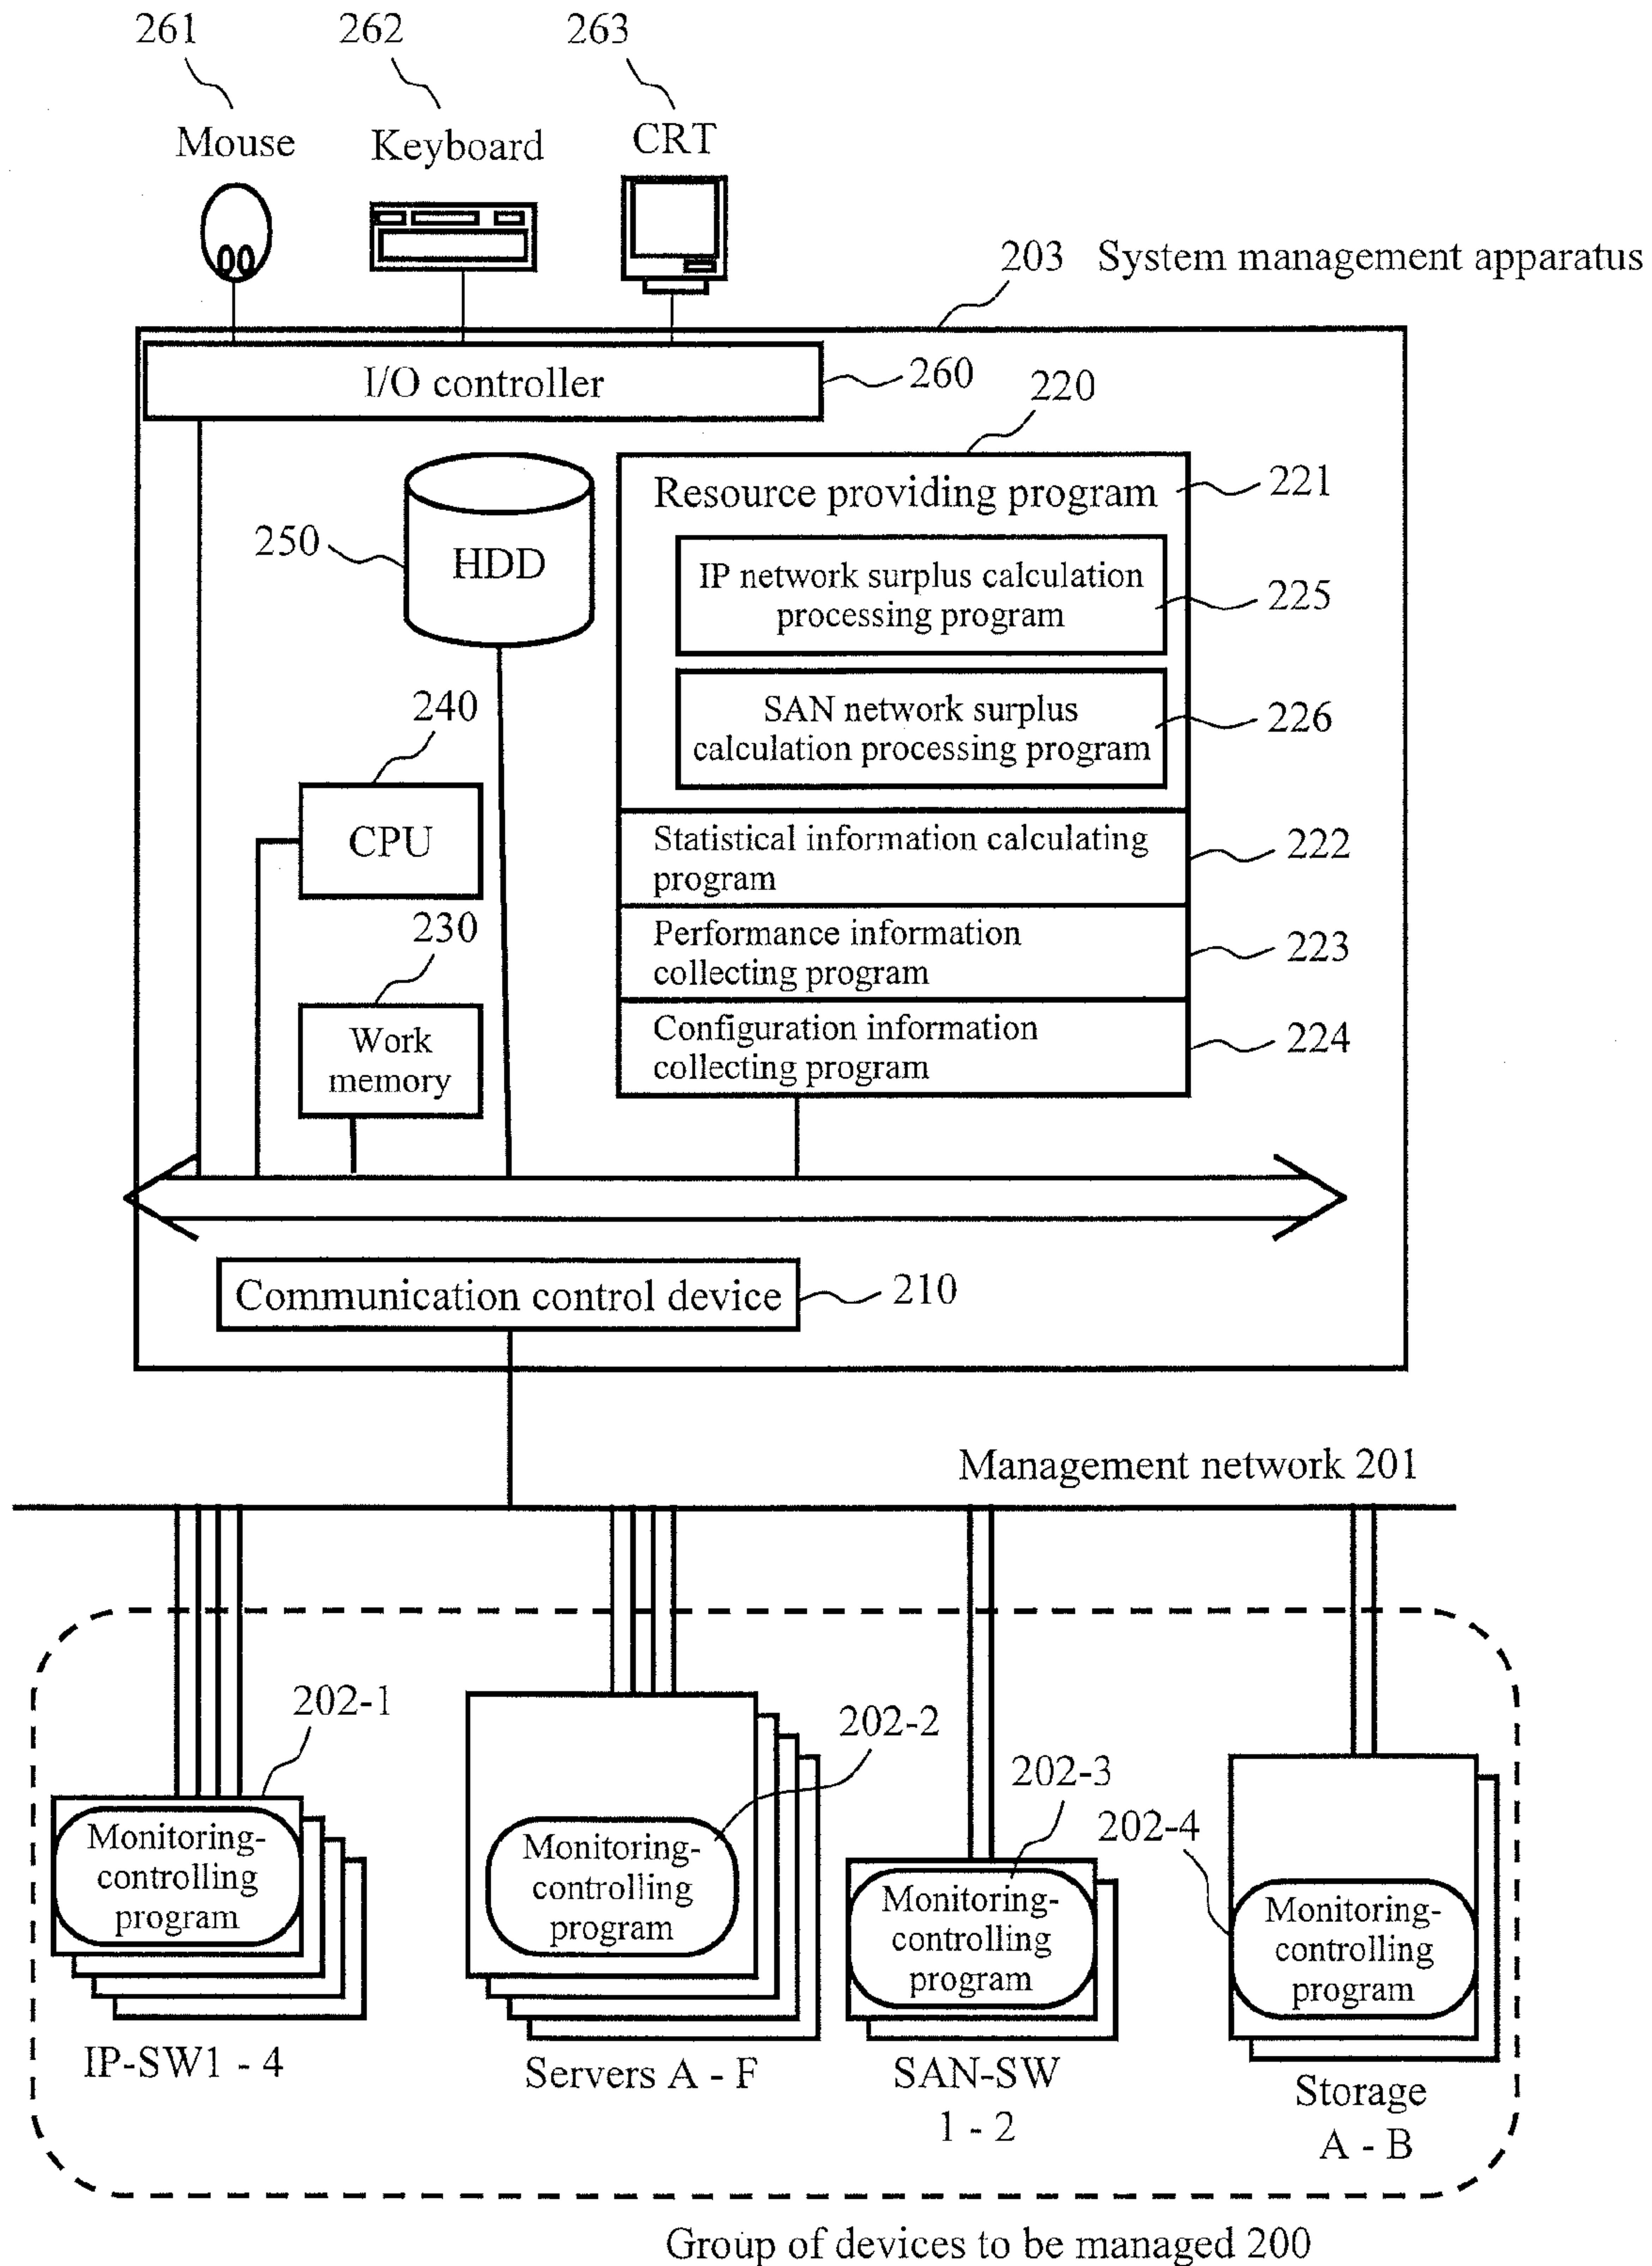 261
262
263
Mouse
Keyboard
CRT
203 System management apparatus
I/O controller
260
220
Resource providing program
221
250
HDD
IP network surplus calculation
processing program
225
240
SAN network surplus
calculation processing program
226
CPU
Statistical information calculating
program
222
230
Performance information
collecting program
223
Work
memory
Configuration information
collecting program
224
Communication control device
210
Management network 201
202-1
202-2
202-3
202-4
Monitoring-
controlling
program
Monitoring-
controlling
program
Monitoring-
controlling
program
Monitoring-
controlling
program
IP-SW1 - 4
Servers A - F
SAN-SW
1 - 2
Storage
A - B
Group of devices to be managed 200